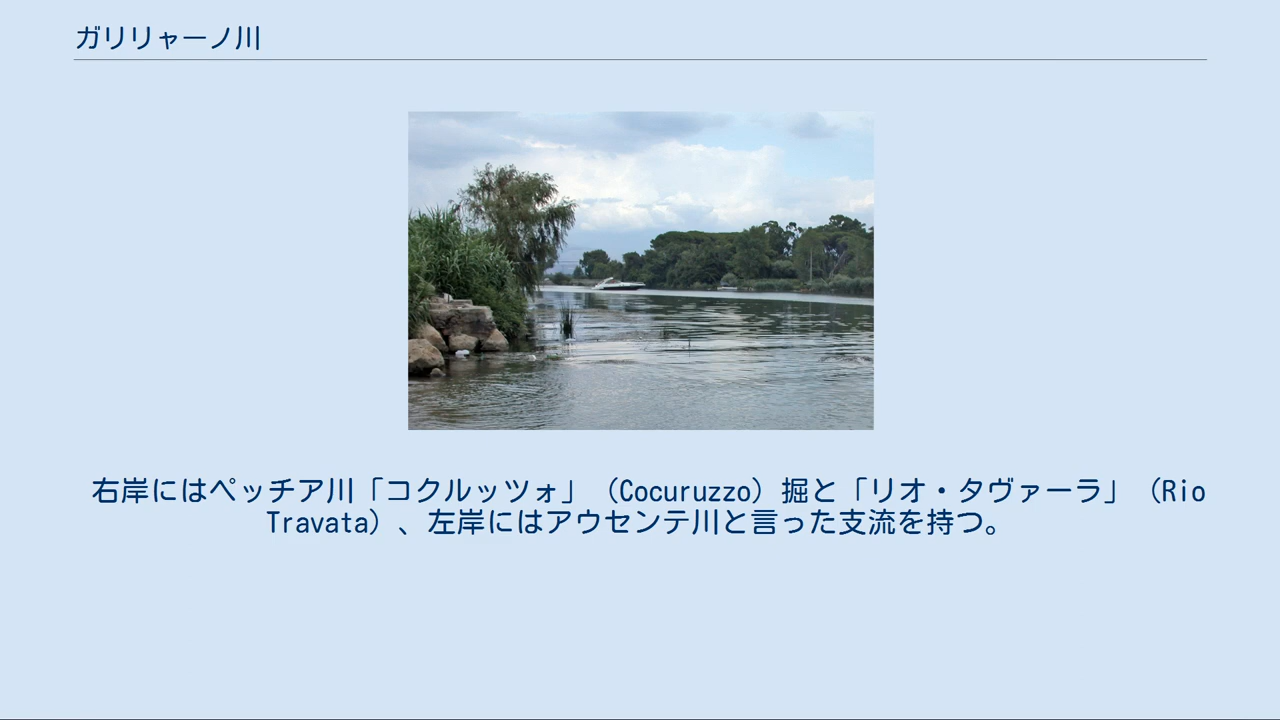 ガリリャーノ川
右岸にはペッチア川「コクルッツォ」（Cocuruzzo）掘と「リオ・タヴァーラ」（Rio
Travata）、左岸にはアウセンテ川と言った支流を持つ。